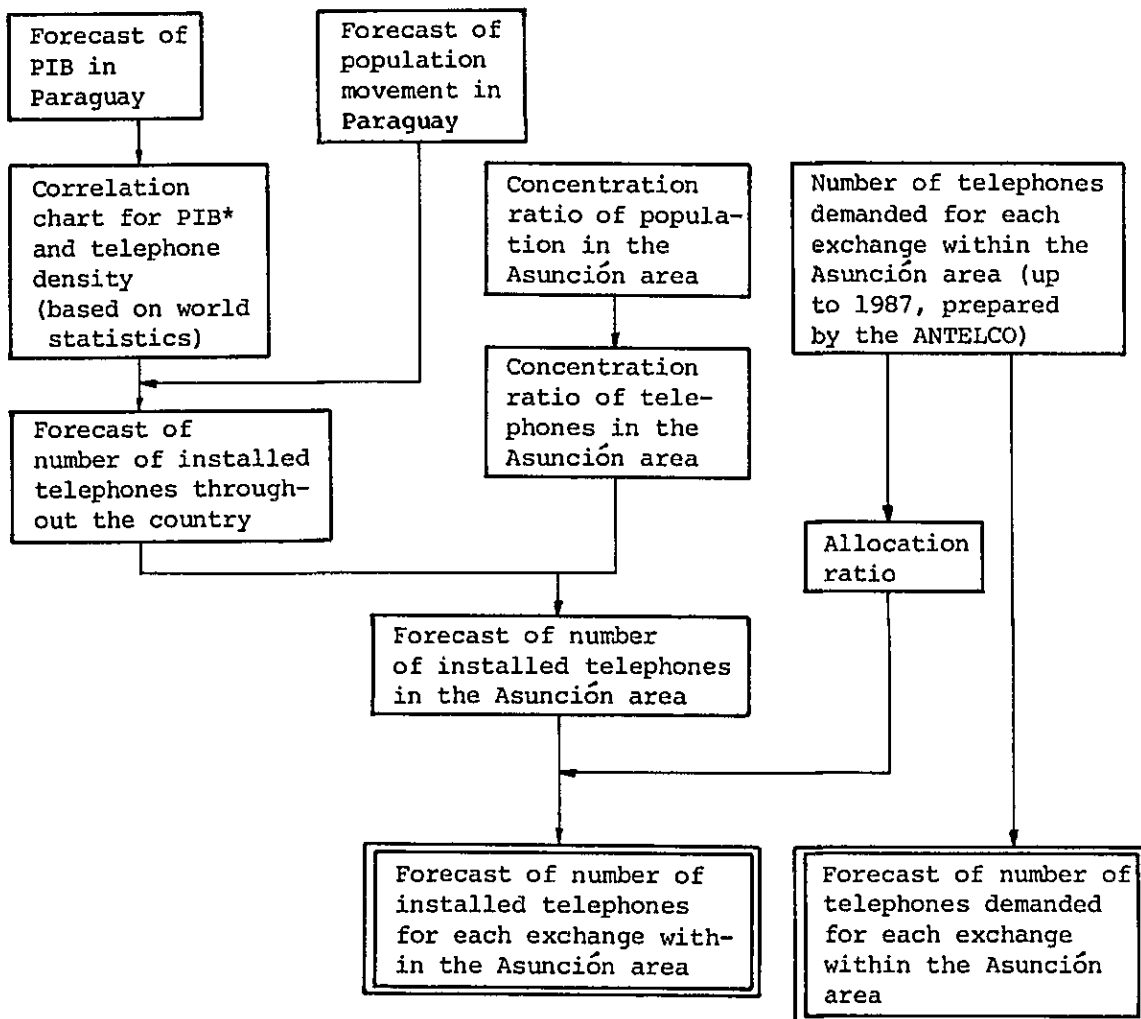 Forecast of
PIB in
Paraguay
Forecast of
population
movement in
Paraguay
Correlation
chart for PIB*
and telephone
density
(based on world
statistics)
Concentration
ratio of popula-
tion in the
Asunción area
Number of telephones
demanded for each
exchange within the
Asunción area (up
to 1987, prepared
by the ANTELCO)
Concentration
ratio of tele-
phones in the
Asunción area
Forecast of
number of installed
telephones through-
out the country
Allocation
ratio
Forecast of number
of installed telephones
in the Asunción area
Forecast of number of
installed telephones
for each exchange with-
in the Asunción area
Forecast of number of
telephones demanded
for each exchange
within the Asunción
area